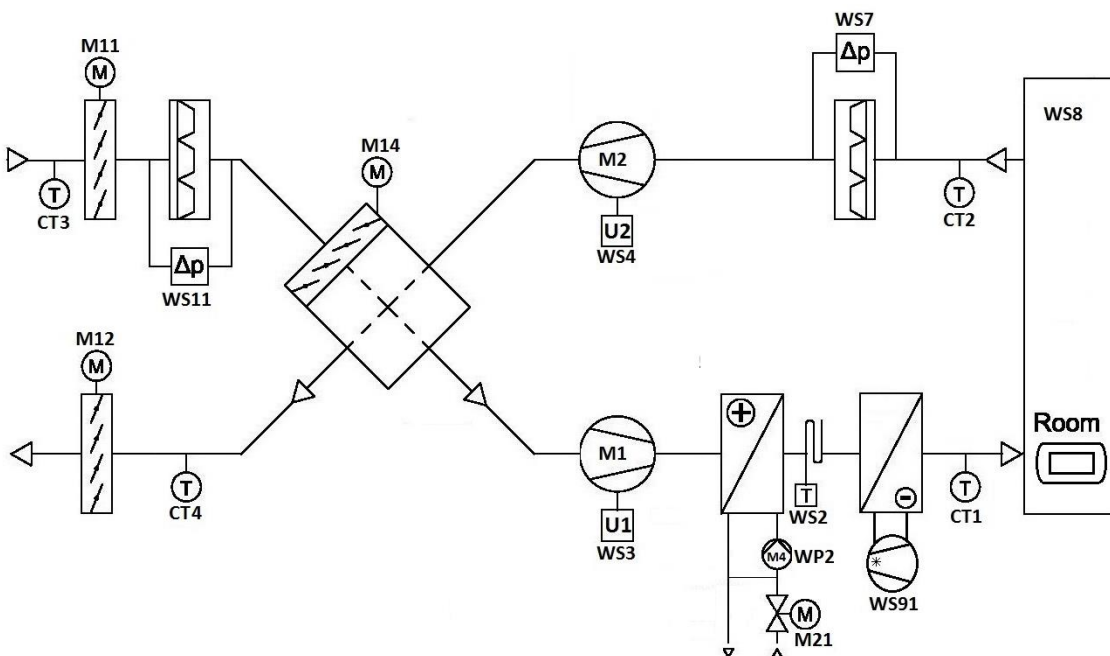 WS7
M11
Δp
M
WS8
M14
M
M2
T
CT3
T
CT2
U2
WS4
Δp
WS11
M12
M
+
Room
M1
T
CT4
T
WS2
-
T
CT1
U1
WS3
M4
WP2
*
WS91
M
M21